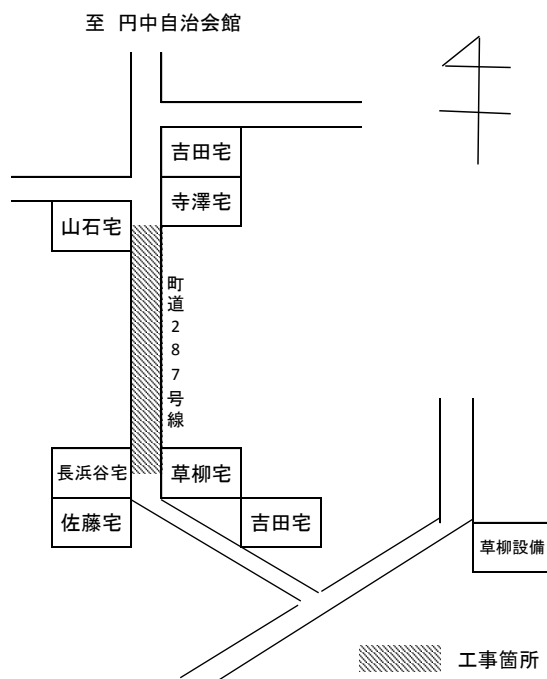 至 円中自治会館
吉田宅
寺澤宅
山石宅
町道287号線
長浜谷宅
草柳宅
佐藤宅
吉田宅
草柳設備
工事箇所